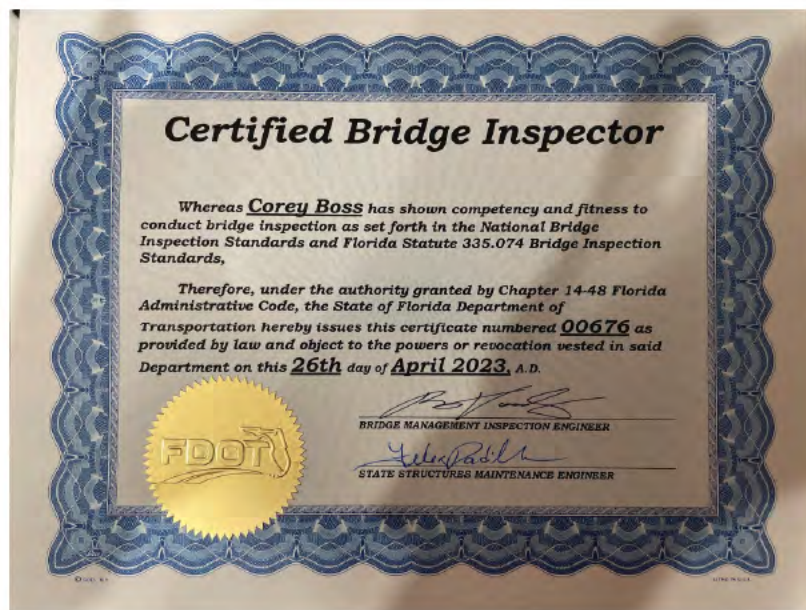 Certified Bridge Inspector
Whereas Corey Boss has shown competency and fitness to
conduct bridge inspection as set forth in the National Bridge
Inspection Standards and Florida Statute 335.074 Bridge Inspection
Standards,
Therefore, under the authority granted by Chapter 14-48 Florida
Administrative Code, the State of Florida Department of
Transportation hereby issues this certificate numbered 00676 as
provided by law and object to the powers or revocation vested in said
Department on this 26th day of April 2023, A.D.
BRIDGE MANAGEMENT INSPECTION ENGINEER
STATE STRUCTURES MAINTENANCE ENGINEER
FDOT